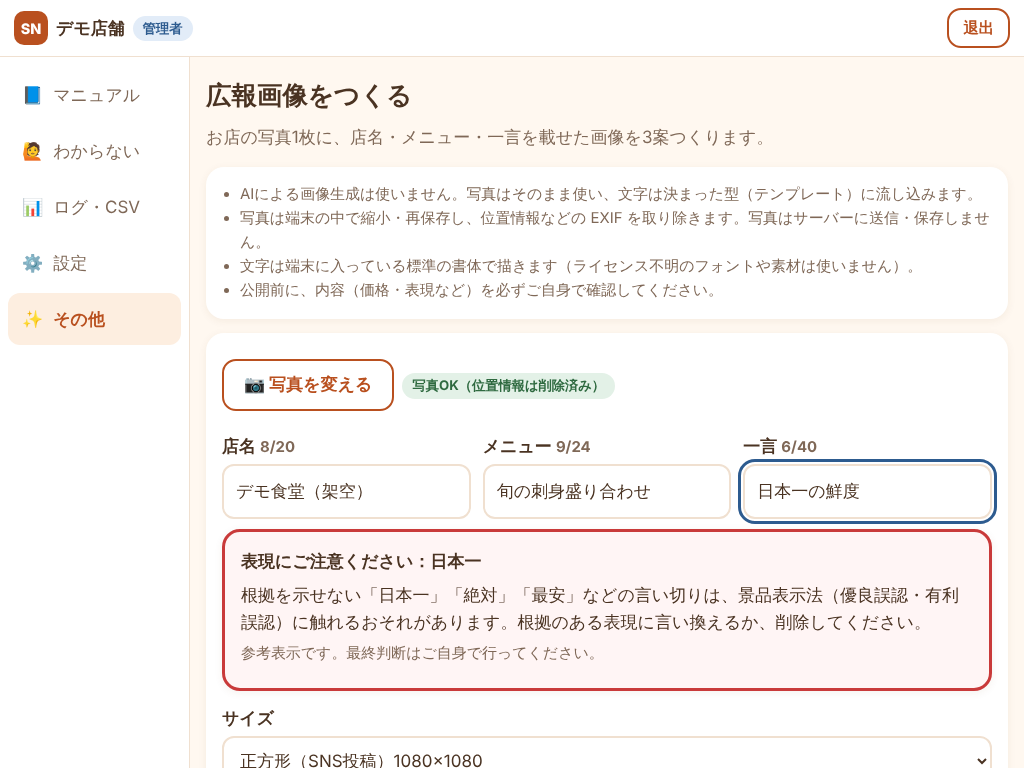 SN デモ店舗 管理者 退出
マニュアル
わからない
ログ・CSV
設定
その他
広報画像をつくる
お店の写真1枚に、店名・メニュー・一言を載せた画像を3案つくります。
AIによる画像生成は使いません。写真はそのまま使い、文字は決まった型（テンプレート）に流し込みます。
写真は端末の中で縮小・再保存し、位置情報などの EXIF を取り除きます。写真はサーバーに送信・保存しませ
ん。
文字は端末に入っている標準の書体で描きます（ライセンス不明のフォントや素材は使いません）。
公開前に、内容（価格・表現など）を必ずご自身で確認してください。
写真を変える 写真OK（位置情報は削除済み）
店名 8/20 メニュー 9/24 一言 6/40
デモ食堂（架空） 旬の刺身盛り合わせ 日本一の鮮度
表現にご注意ください：日本一
根拠を示せない「日本一」「絶対」「最安」などの言い切りは、景品表示法（優良誤認・有利
誤認）に触れるおそれがあります。根拠のある表現に言い換えるか、削除してください。
参考表示です。最終判断はご自身で行ってください。
サイズ
正方形（SNS投稿）1080×1080